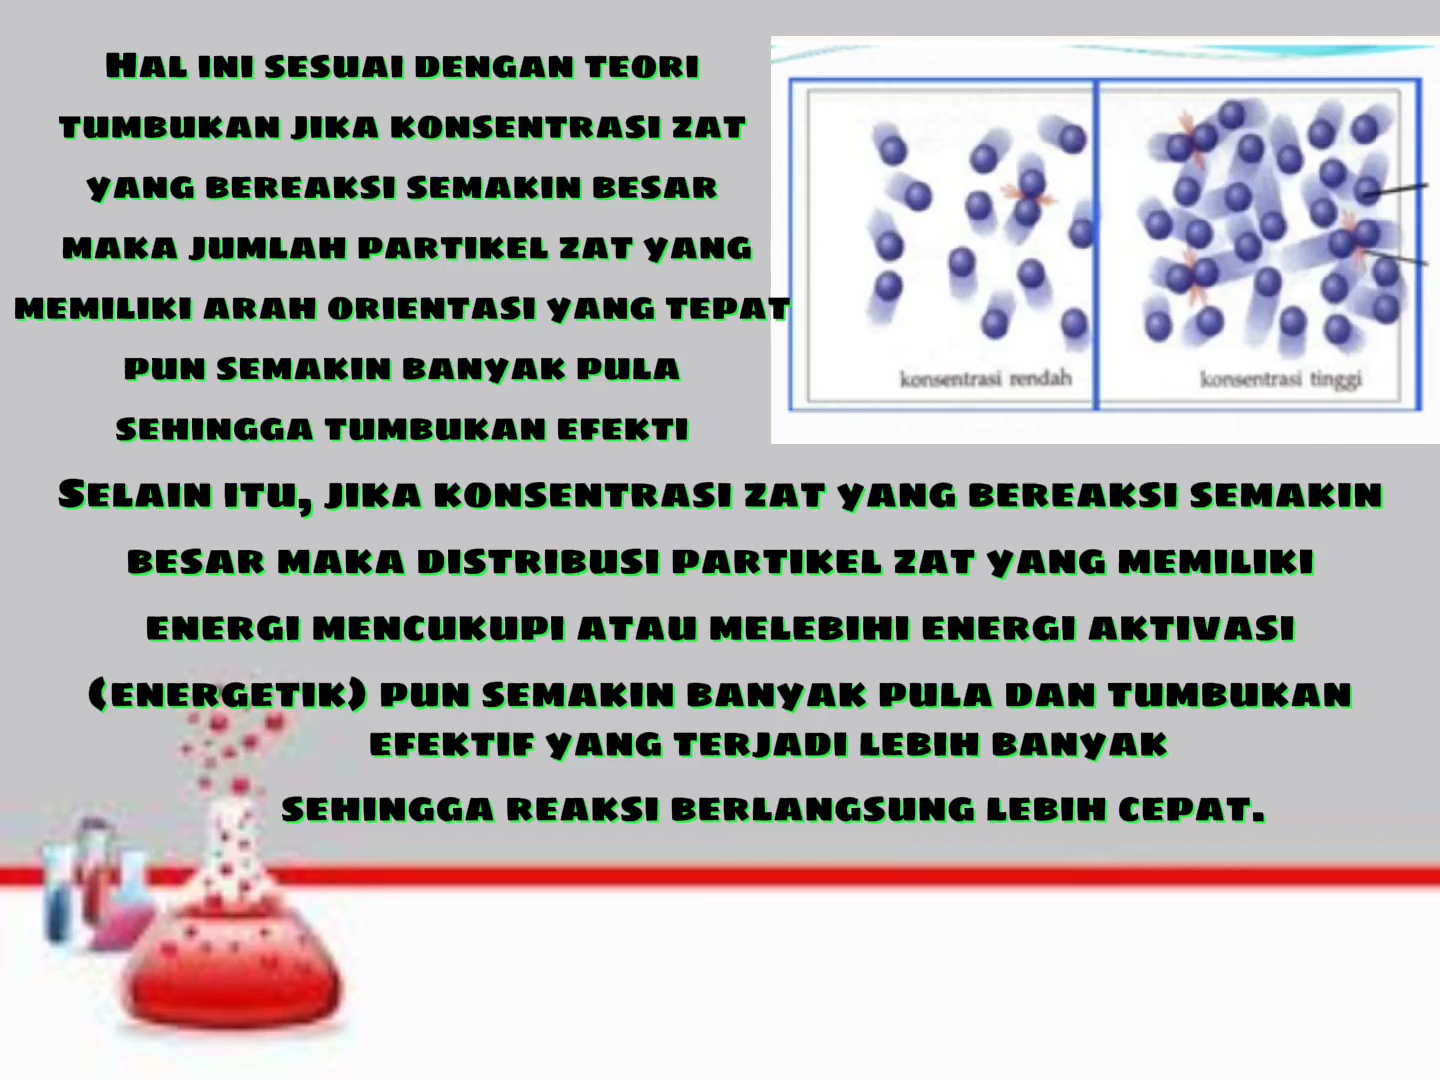 Hal ini sesuai dengan teori
tumbukan jika konsentrasi zat
yang bereaksi semakin besar
maka jumlah partikel zat yang
memiliki arah orientasi yang tepat
pun semakin banyak pula
sehingga tumbukan efekti
konsentrasi rendah
konsentrasi tinggi
Selain itu, jika konsentrasi zat yang bereaksi semakin
besar maka distribusi partikel zat yang memiliki
energi mencukupi atau melebihi energi aktivasi
(energetik) pun semakin banyak pula dan tumbukan
efektif yang terjadi lebih banyak
sehingga reaksi berlangsung lebih cepat.